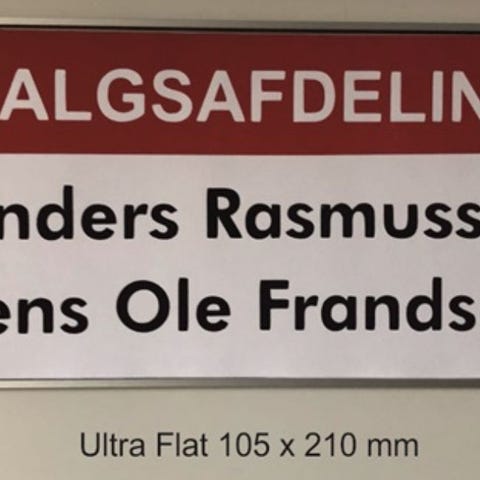 ALGSAFDELIN
nders Rasmuss
ens Ole Frands
Ultra Flat 105 x 210 mm